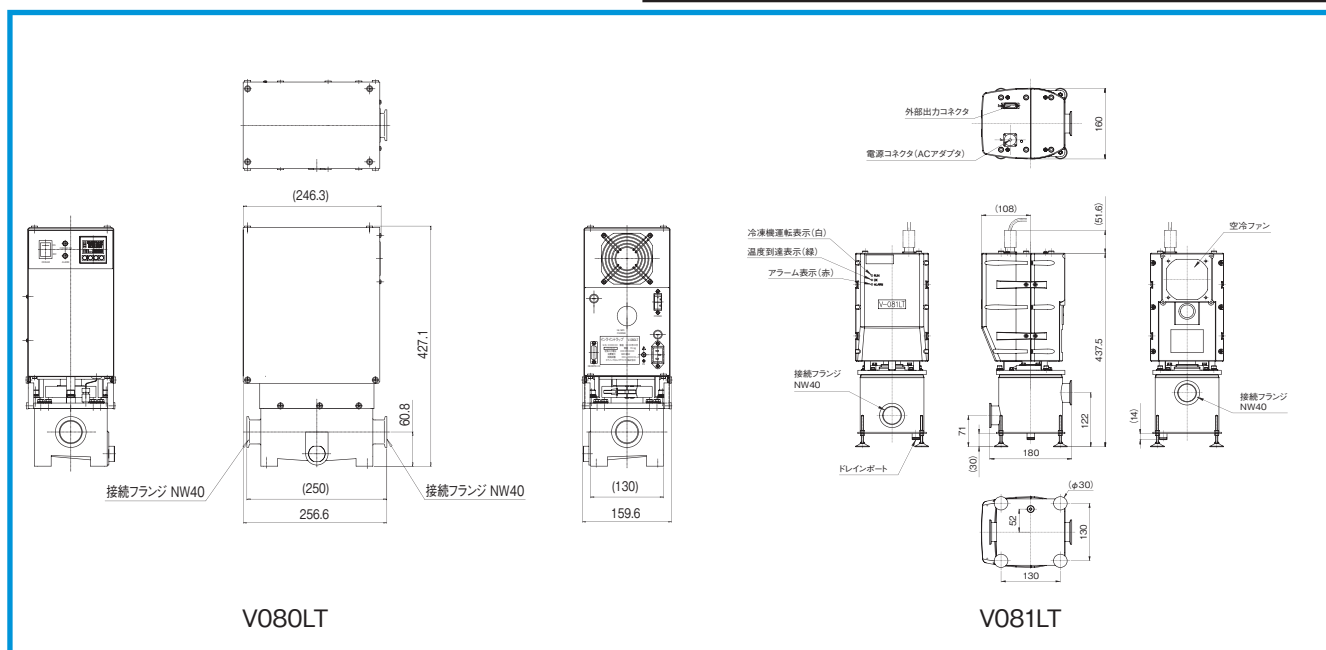 (246.3)
427.1
60.8
接続フランジ NW40
(250)
256.6
接続フランジ NW40
(130)
159.6
V080LT
外部出力コネクタ
電源コネクタ(ACアダプタ)
160
(108)
(51.6)
冷凍機運転表示(白)
温度到達表示(緑)
アラーム表示(赤)
RUN
OK
ALARM
V-081LT
空冷ファン
437.5
接続フランジ
NW40
71
(30)
122
180
ドレインポート
(14)
接続フランジ
NW40
(φ30)
52
130
130
V081LT